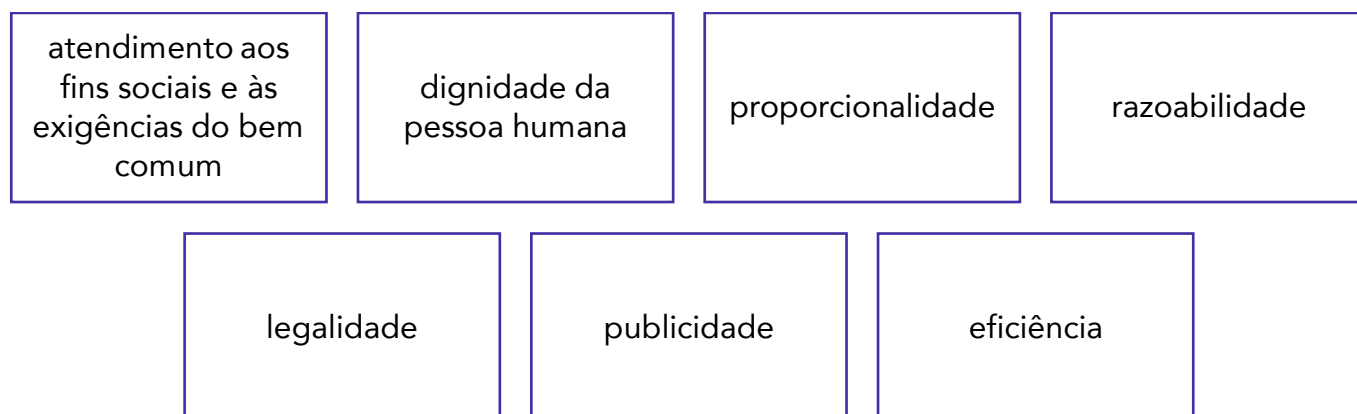 atendimento aos
fins sociais e às
exigências do bem
comum
dignidade da
pessoa humana
proporcionalidade
razoabilidade
legalidade
publicidade
eficiência